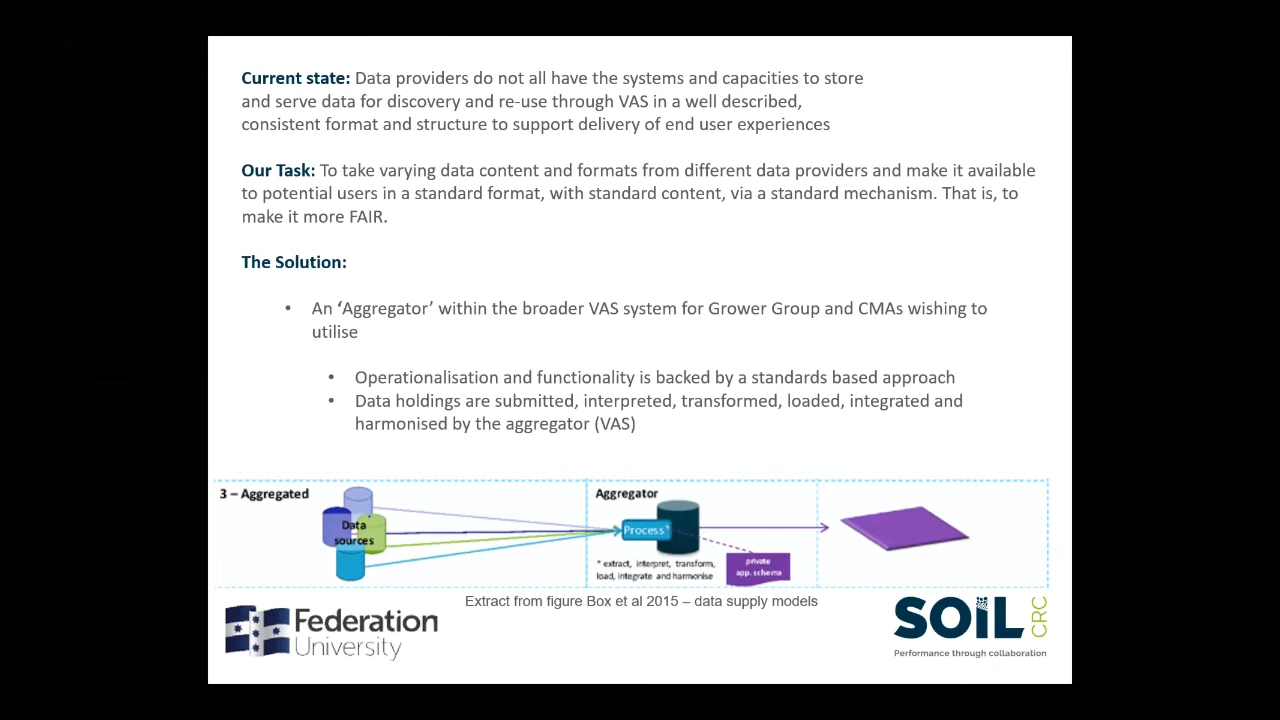 Current state: Data providers do not all have the systems and capacities to store
and serve data for discovery and re-use through VAS in a well described,
consistent format and structure to support delivery of end user experiences
Our Task: To take varying data content and formats from different data providers and make it available
to potential users in a standard format, with standard content, via a standard mechanism. That is, to
make it more FAIR.
The Solution:
• An ‘Aggregator’ within the broader VAS system for Grower Group and CMAs wishing to
utilise
• Operationalisation and functionality is backed by a standards based approach
• Data holdings are submitted, interpreted, transformed, loaded, integrated and
harmonised by the aggregator (VAS)
3 – Aggregated
Data
sources
Aggregator
Process*
* extract, interpret, transform,
load, integrate and harmonise
private
app. schema
Extract from figure Box et al 2015 – data supply models
Federation
University
SOIL CRC
Performance through collaboration